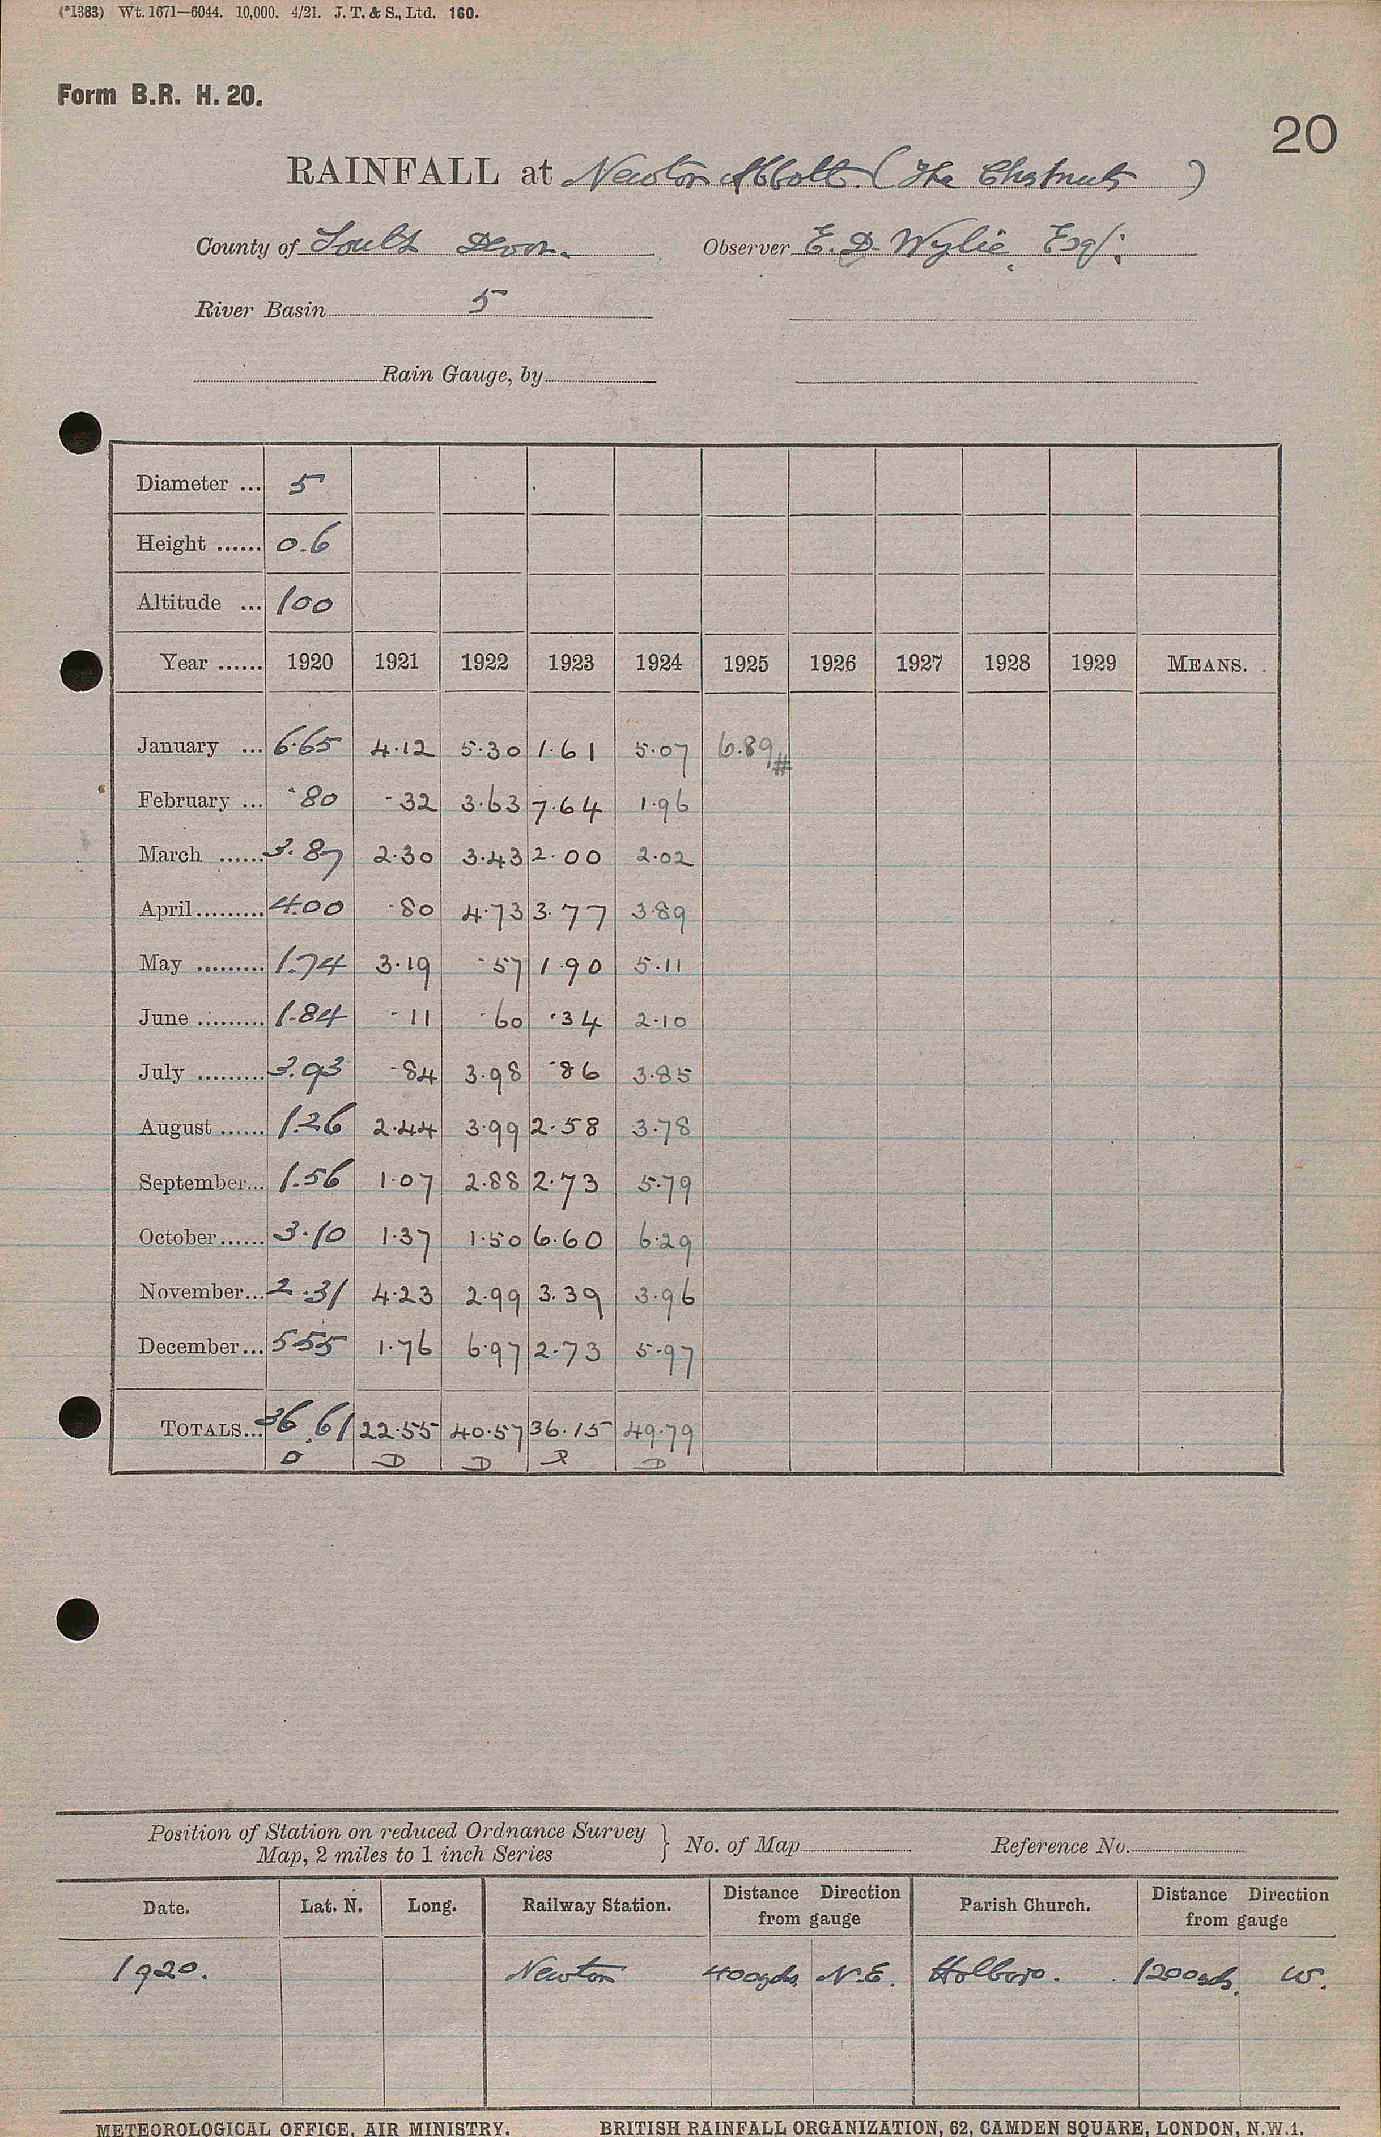 (*1383) Wt. 1671—6044. 10,000. 4/21. J. T. & S., Ltd. 160.
Form B.R. H. 20.
20
RAINFALL at Newton Abbott. (The Chestnuts )
County of South Devon. Observer E. D. Wylie, Esq;
River Basin 5
Rain Gauge, by
Diameter ... 5
Height ...... 0.6
Altitude ... 100
Year ...... 1920 1921 1922 1923 1924 1925 1926 1927 1928 1929 MEANS.
January ... 6.65 4.12 5.30 1.61 5.07 6.89#
February ... .80 .32 3.63 7.64 1.96
March ...... 3.87 2.30 3.43 2.00 2.02
April ......... 4.00 .80 4.73 3.77 3.89
May ......... 1.74 3.19 .57 1.90 5.11
June ......... 1.84 .11 .60 .34 2.10
July ......... 3.93 .84 3.98 .86 3.85
August ...... 1.26 2.44 3.99 2.58 3.78
September... 1.56 1.07 2.88 2.73 5.79
October...... 3.10 1.37 1.50 6.60 6.29
November... 2.31 4.23 2.99 3.39 3.96
December... 5.55 1.76 6.97 2.73 5.97
TOTALS... 36.61 22.55 40.57 36.15 49.79
D D D D
Position of Station on reduced Ordnance Survey
Map, 2 miles to 1 inch Series } No. of Map Reference No.
Date. Lat. N. Long. Railway Station. Distance Direction from gauge Parish Church. Distance Direction from gauge
1920. Newton 400yds N.E. Holboro. 1200yds. W.
METEOROLOGICAL OFFICE, AIR MINISTRY. BRITISH RAINFALL ORGANIZATION, 62, CAMDEN SQUARE, LONDON, N.W.1.